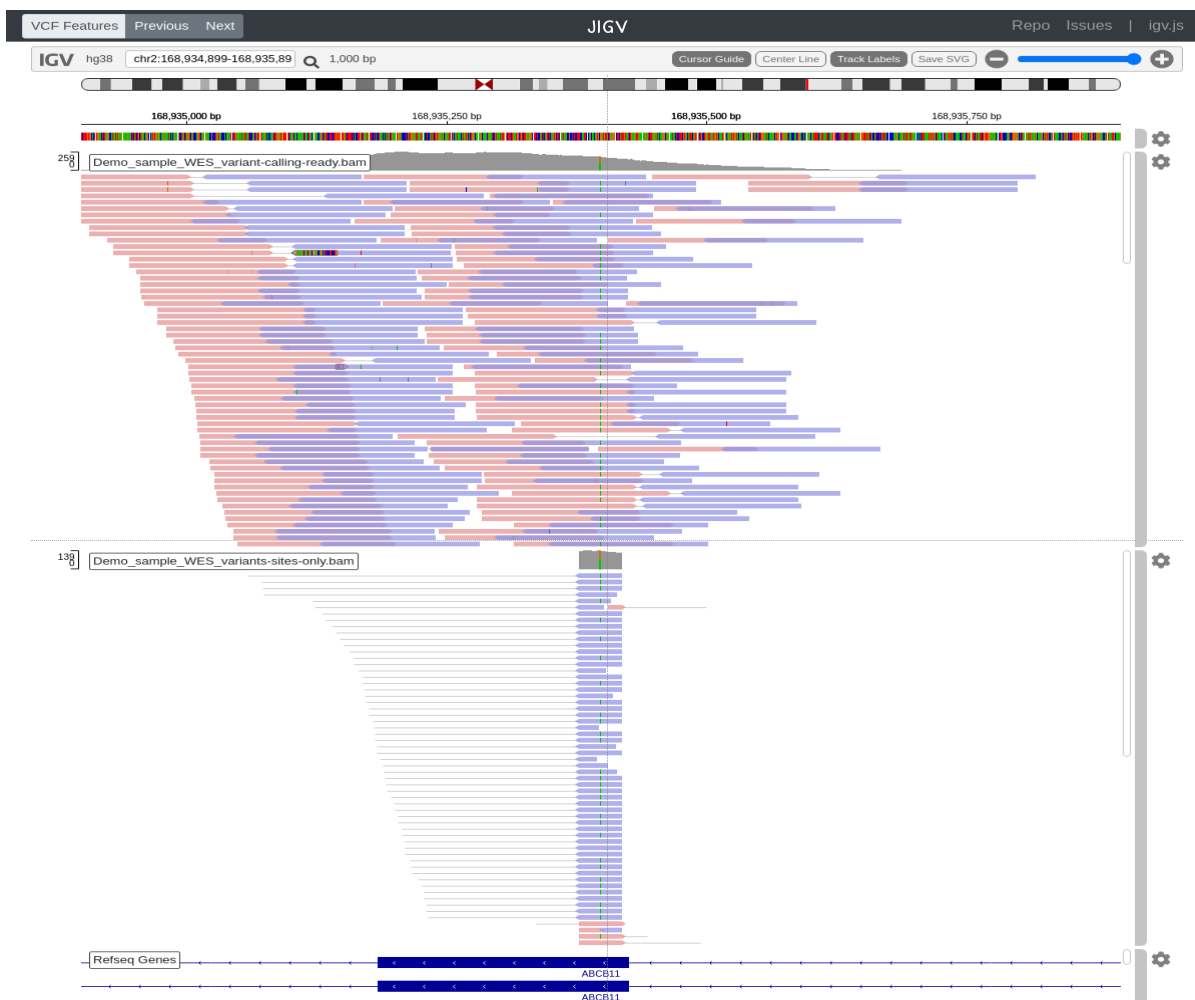 VCF Features Previous Next JIGV Repo Issues | igv.js
IGV hg38 chr2:168,934,899-168,935,89 1,000 bp Cursor Guide Center Line Track Labels Save SVG
168,935,000 bp 168,935,250 bp 168,935,500 bp 168,935,750 bp
259
0
Demo_sample_WES_variant-calling-ready.bam
139
0
Demo_sample_WES_variants-sites-only.bam
Refseq Genes
ABCB11
ABCB11